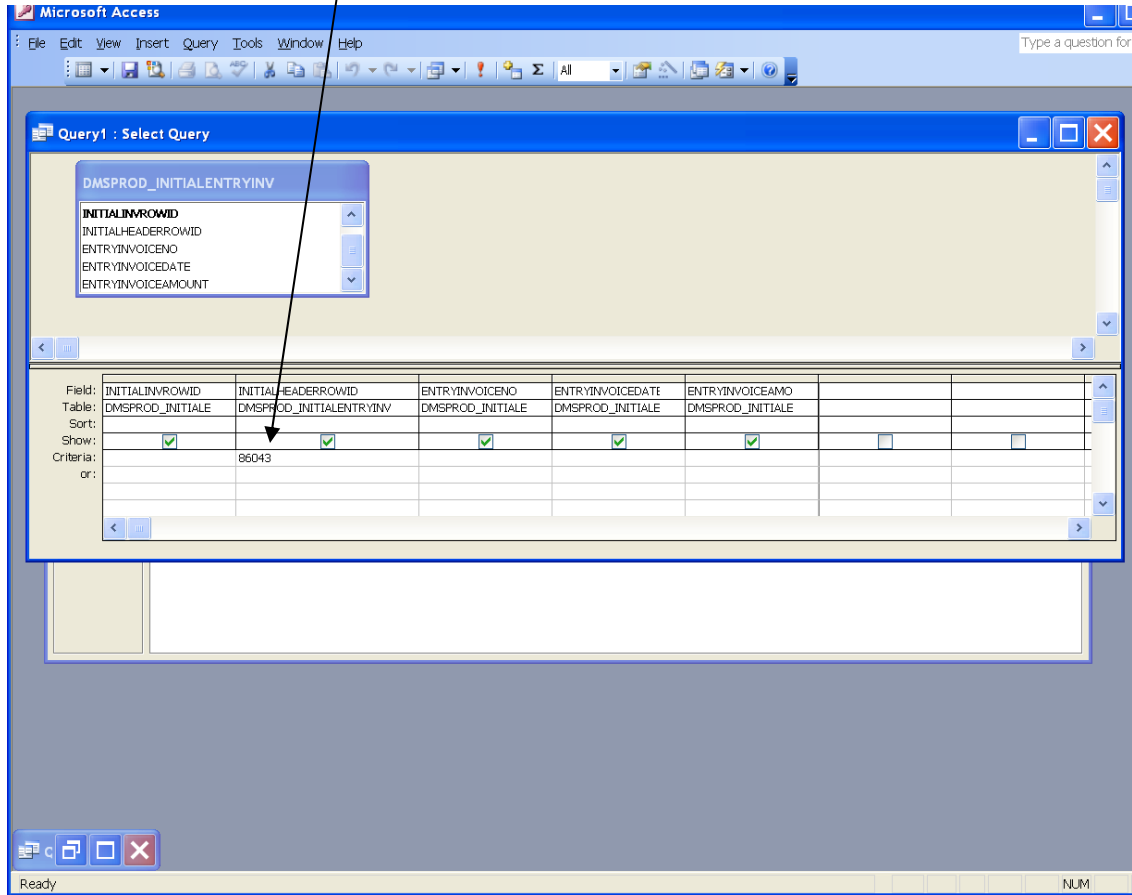 Microsoft Access
File Edit View Insert Query Tools Window Help
Type a question for
All
Query1 : Select Query
DMSPROD_INITIALENTRYINV
INITIALINVROWID
INITIALHEADERROWID
ENTRYINVOICENO
ENTRYINVOICEDATE
ENTRYINVOICEAMOUNT
Field: INITIALINVROWID INITIALHEADERROWID ENTRYINVOICENO ENTRYINVOICEDATE ENTRYINVOICEAMO
Table: DMSPROD_INITIALE DMSPROD_INITIALENTRYINV DMSPROD_INITIALE DMSPROD_INITIALE DMSPROD_INITIALE
Sort:
Show:
Criteria: 86043
or:
Ready NUM